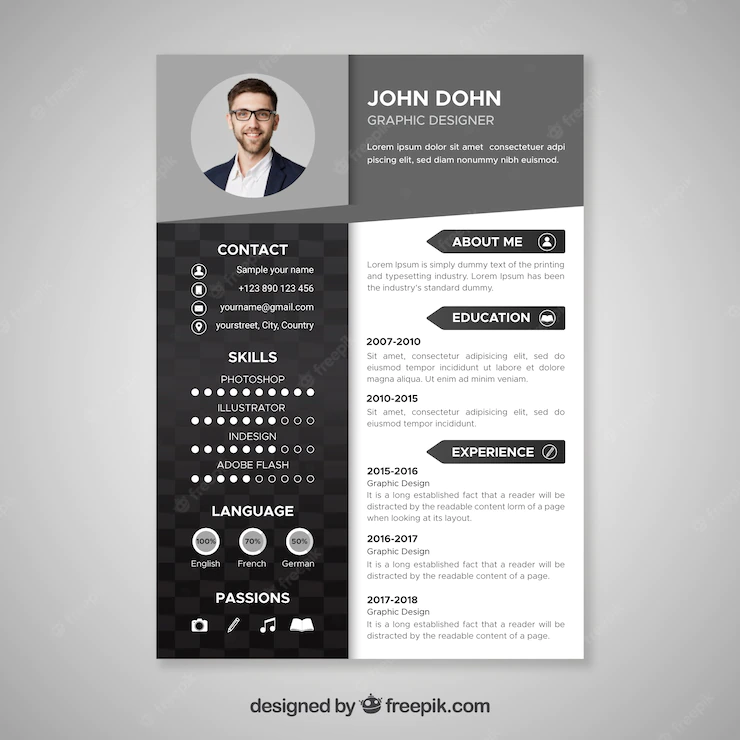 JOHN DOHN
GRAPHIC DESIGNER
Lorem ipsum dolor sit amet consectetuer adpi
piscing elit, sed diam nonummy nibh euismod.
CONTACT
Sample your name
+123 890 123 456
yourname@gmail.com
yourstreet, City, Country
SKILLS
PHOTOSHOP
ILLUSTRATOR
INDESIGN
ADOBE FLASH
LANGUAGE
100% 70% 50%
English French German
PASSIONS
ABOUT ME
Lorem Ipsum is simply dummy text of the printing
and typesetting industry. Lorem Ipsum has been
the industry's standard dummy text.
EDUCATION
2007-2010
Sit amet, consectetur adipisicing elit, sed do
eiusmod tempor incididunt ut labore et dolore
magna aliquaLorem ipsum dolor sit amet.
2010-2015
Sit amet, consectetur adipisicing elit, sed do
eiusmod tempor incididunt.
EXPERIENCE
2015-2016
Graphic Design
It is a long established fact that a reader will be
distracted by the readable content of a page
when looking at its layout.
2016-2017
Graphic Design
It is a long established fact that a reader will be
distracted by the readable content of a page.
2017-2018
Graphic Design
It is a long established fact that a reader will be
distracted by the readable content of a page.
designed by freepik.com